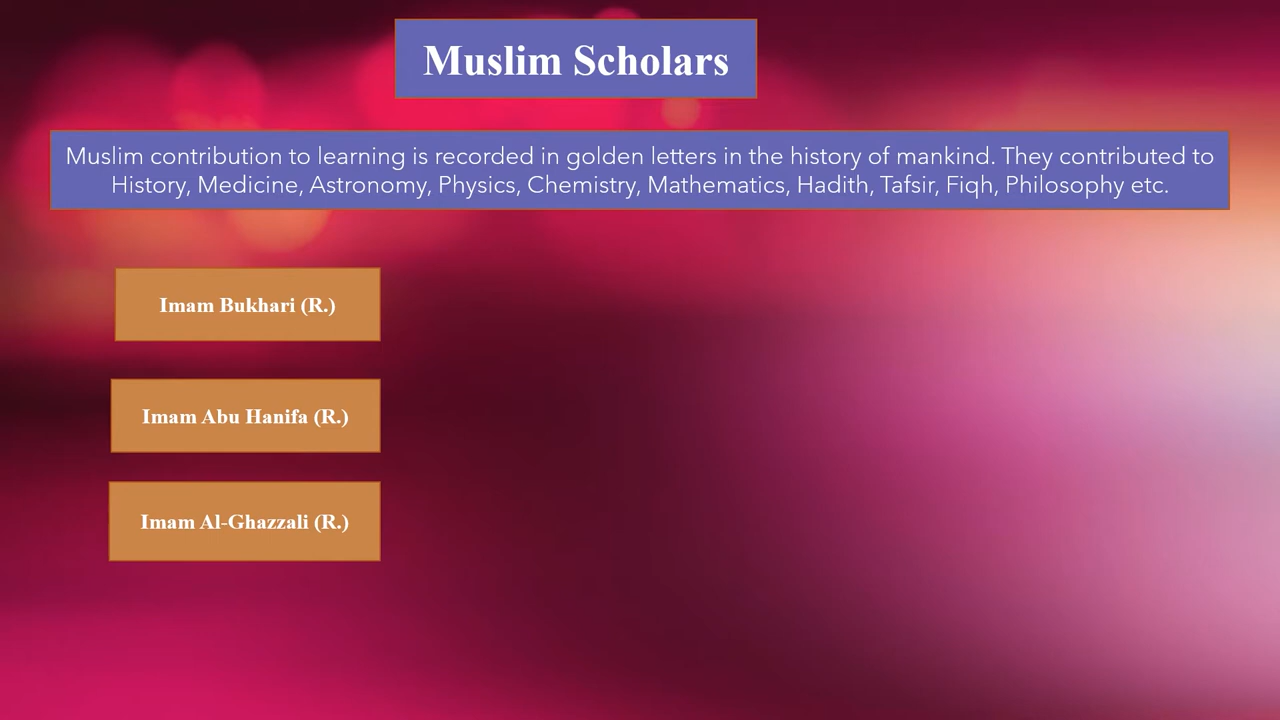 Muslim Scholars
Muslim contribution to learning is recorded in golden letters in the history of mankind. They contributed to
History, Medicine, Astronomy, Physics, Chemistry, Mathematics, Hadith, Tafsir, Fiqh, Philosophy etc.
Imam Bukhari (R.)
Imam Abu Hanifa (R.)
Imam Al-Ghazzali (R.)